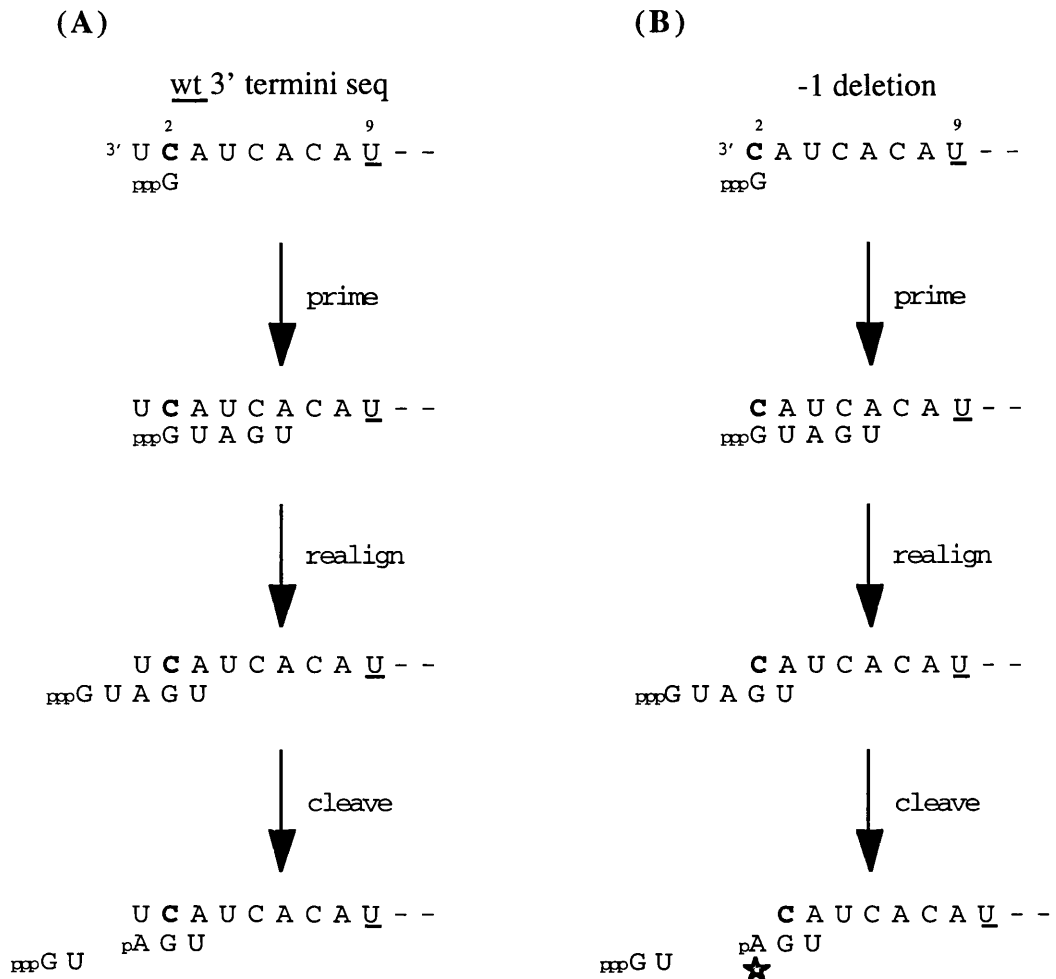 (A)
wt 3' termini seq
2 9
3' U C A U C A C A U - -
pppG
prime
U C A U C A C A U - -
pppG U A G U
realign
U C A U C A C A U - -
pppG U A G U
cleave
U C A U C A C A U - -
pA G U
pppG U
(B)
-1 deletion
2 9
3' C A U C A C A U - -
pppG
prime
C A U C A C A U - -
pppG U A G U
realign
C A U C A C A U - -
pppG U A G U
cleave
C A U C A C A U - -
pA G U
pppG U